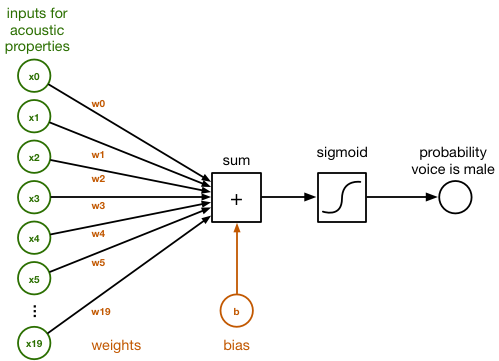 inputs for
acoustic
properties
x0
x1
x2
x3
x4
x5
x19
w0
w1
w2
w3
w4
w5
w19
weights
sum
+
b
bias
sigmoid
probability
voice is male